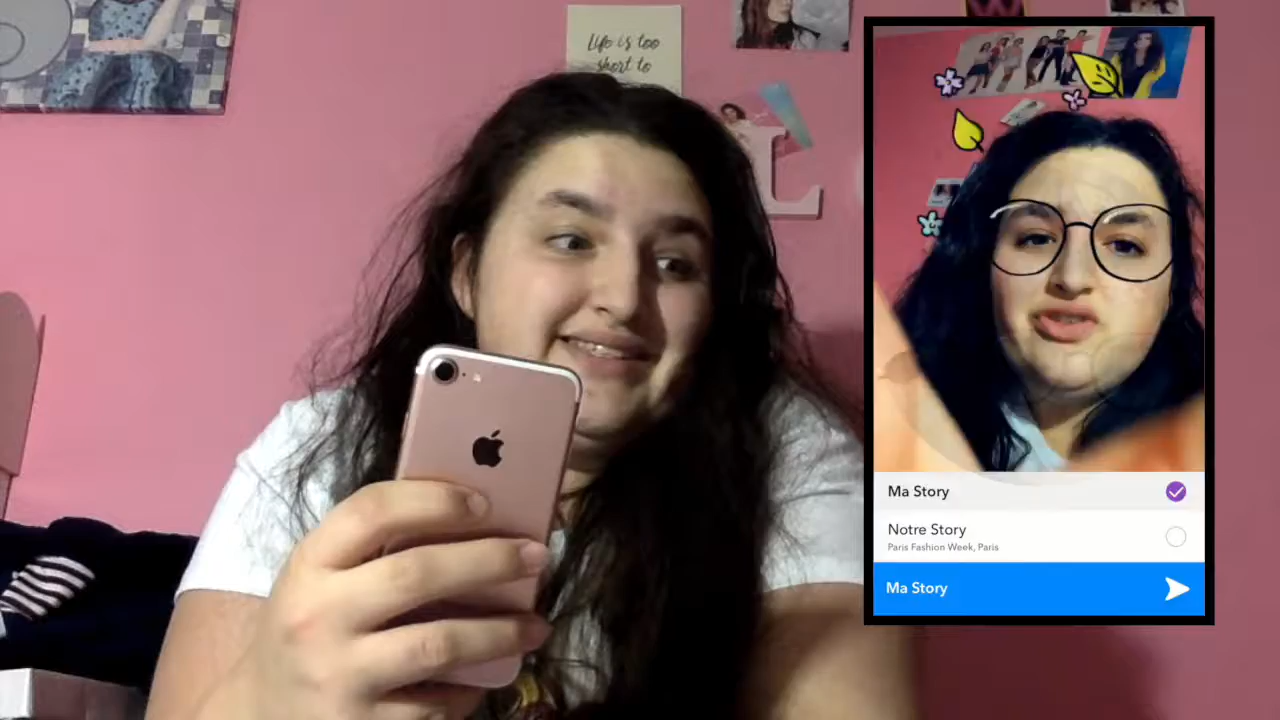 Life is too
short to
L
Ma Story
Notre Story
Paris Fashion Week, Paris
Ma Story